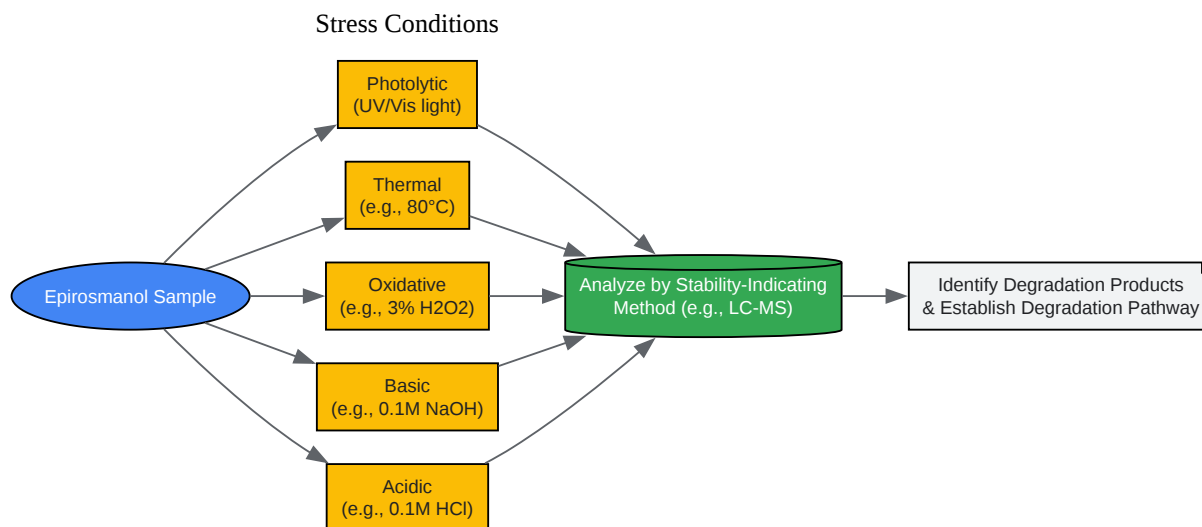 Stress Conditions
Photolytic
(UV/Vis light)
Thermal
(e.g., 80°C)
Epirosmanol Sample
Oxidative
(e.g., 3% H2O2)
Analyze by Stability-Indicating
Method (e.g., LC-MS)
Identify Degradation Products
& Establish Degradation Pathway
Basic
(e.g., 0.1M NaOH)
Acidic
(e.g., 0.1M HCl)